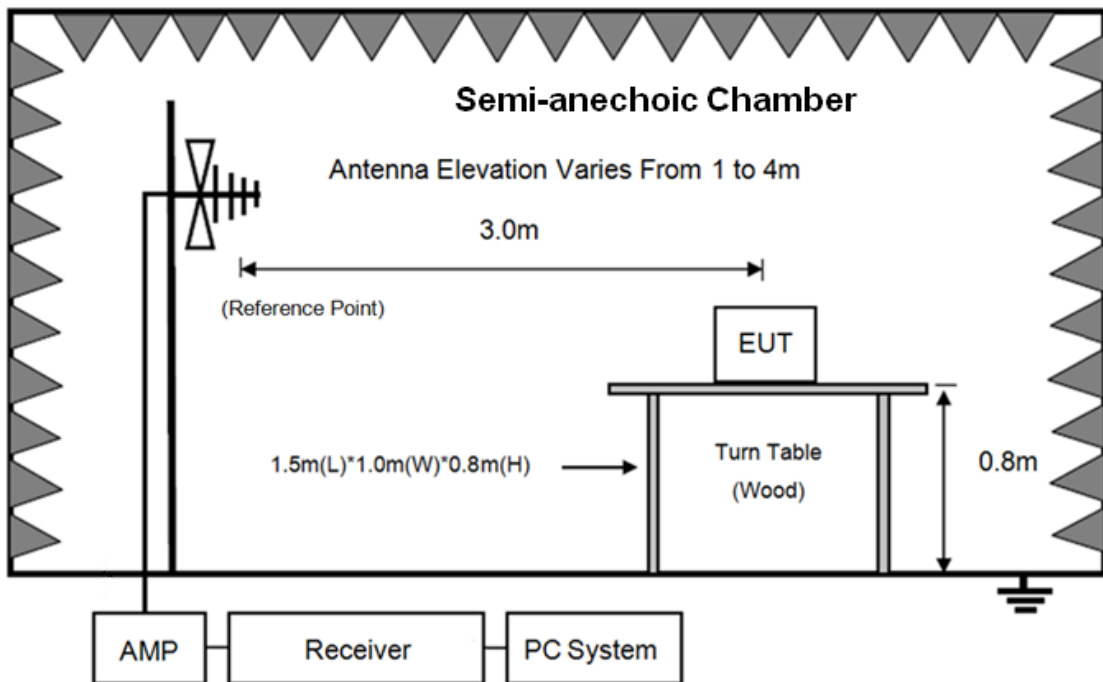 Semi-anechoic Chamber
Antenna Elevation Varies From 1 to 4m
3.0m
(Reference Point)
EUT
1.5m(L)*1.0m(W)*0.8m(H)
Turn Table
(Wood)
0.8m
AMP
Receiver
PC System